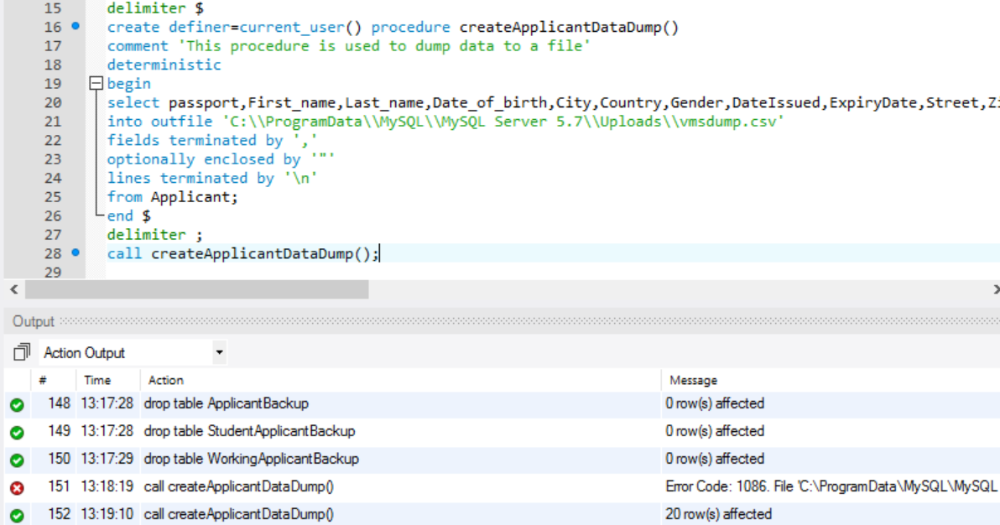 15 delimiter $
16 create definer=current_user() procedure createApplicantDataDump()
17 comment 'This procedure is used to dump data to a file'
18 deterministic
19 begin
20 select passport,First_name,Last_name,Date_of_birth,City,Country,Gender,DateIssued,ExpiryDate,Street,Zi
21 into outfile 'C:\\ProgramData\\MySQL\\MySQL Server 5.7\\Uploads\\vmsdump.csv'
22 fields terminated by ','
23 optionally enclosed by '"'
24 lines terminated by '\n'
25 from Applicant;
26 end $
27 delimiter ;
28 call createApplicantDataDump();
29
Output
Action Output
# Time Action Message
148 13:17:28 drop table ApplicantBackup 0 row(s) affected
149 13:17:28 drop table StudentApplicantBackup 0 row(s) affected
150 13:17:29 drop table WorkingApplicantBackup 0 row(s) affected
151 13:18:19 call createApplicantDataDump() Error Code: 1086. File 'C:\ProgramData\MySQL\MySQL
152 13:19:10 call createApplicantDataDump() 20 row(s) affected